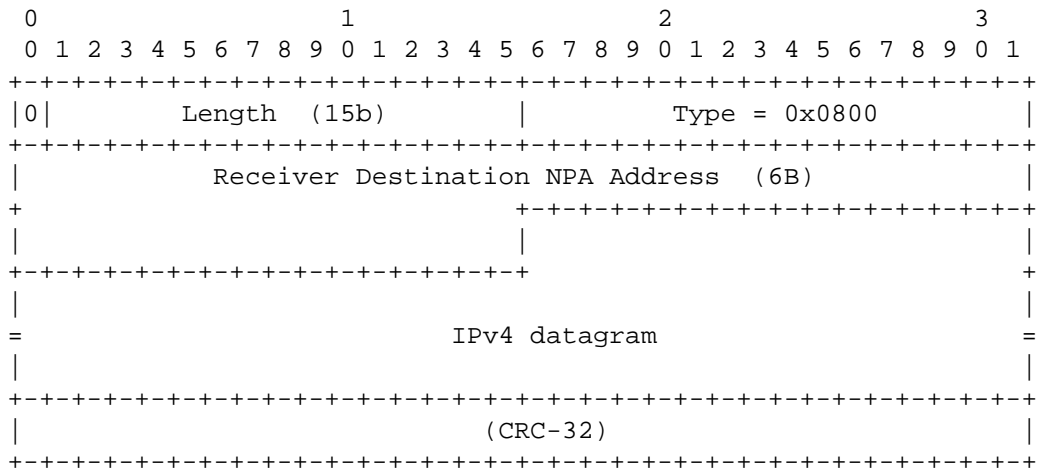 0                   1                   2                   3
 0 1 2 3 4 5 6 7 8 9 0 1 2 3 4 5 6 7 8 9 0 1 2 3 4 5 6 7 8 9 0 1
+-+-+-+-+-+-+-+-+-+-+-+-+-+-+-+-+-+-+-+-+-+-+-+-+-+-+-+-+-+-+-+-+
|0|        Length  (15b)        |         Type = 0x0800         |
+-+-+-+-+-+-+-+-+-+-+-+-+-+-+-+-+-+-+-+-+-+-+-+-+-+-+-+-+-+-+-+-+
|            Receiver Destination NPA Address  (6B)             |
+                               +-+-+-+-+-+-+-+-+-+-+-+-+-+-+-+-+
|                               |                               |
+-+-+-+-+-+-+-+-+-+-+-+-+-+-+-+-+                               +
|                                                               |
=                           IPv4 datagram                       =
|                                                               |
+-+-+-+-+-+-+-+-+-+-+-+-+-+-+-+-+-+-+-+-+-+-+-+-+-+-+-+-+-+-+-+-+
|                             (CRC-32)                          |
+-+-+-+-+-+-+-+-+-+-+-+-+-+-+-+-+-+-+-+-+-+-+-+-+-+-+-+-+-+-+-+-+